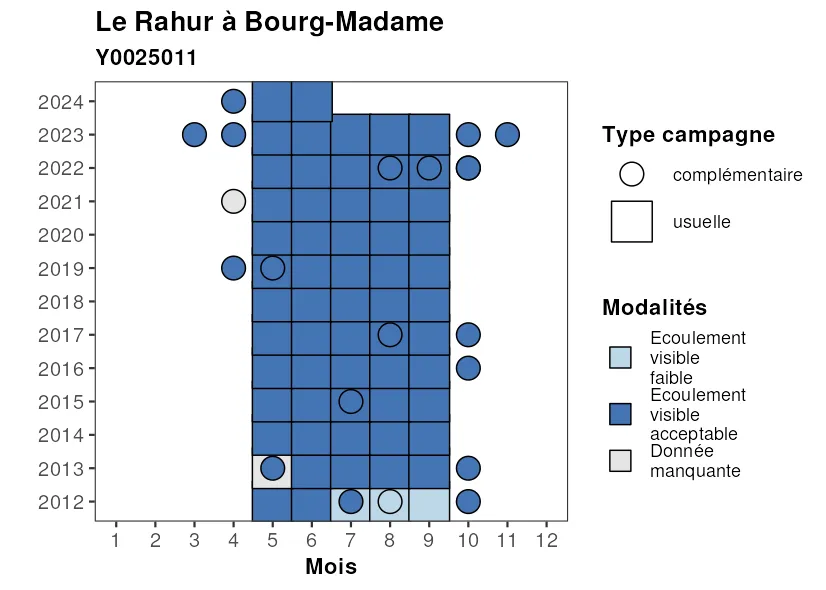 Le Rahur à Bourg-Madame
Y0025011
2024
2023
2022
2021
2020
2019
2018
2017
2016
2015
2014
2013
2012
1 2 3 4 5 6 7 8 9 10 11 12
Mois
Type campagne
complémentaire
usuelle
Modalités
Ecoulement
visible
faible
Ecoulement
visible
acceptable
Donnée
manquante